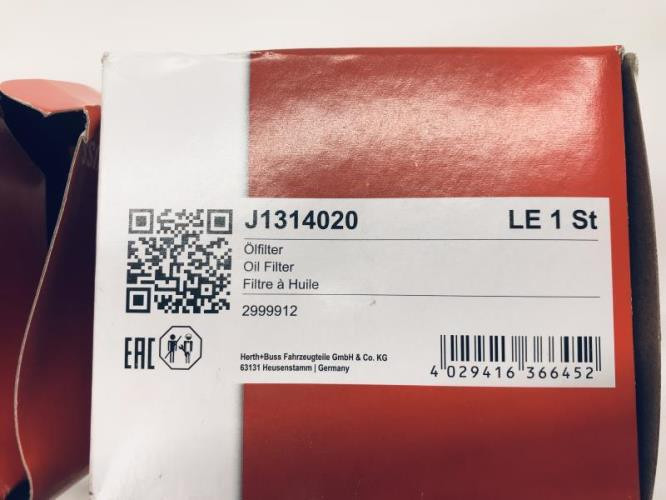 J1314020 LE 1 St
Ölfilter
Oil Filter
Filtre à Huile
2999912
EAC
Herth+Buss Fahrzeugteile GmbH & Co. KG
63131 Heusenstamm | Germany
4 029416 366452